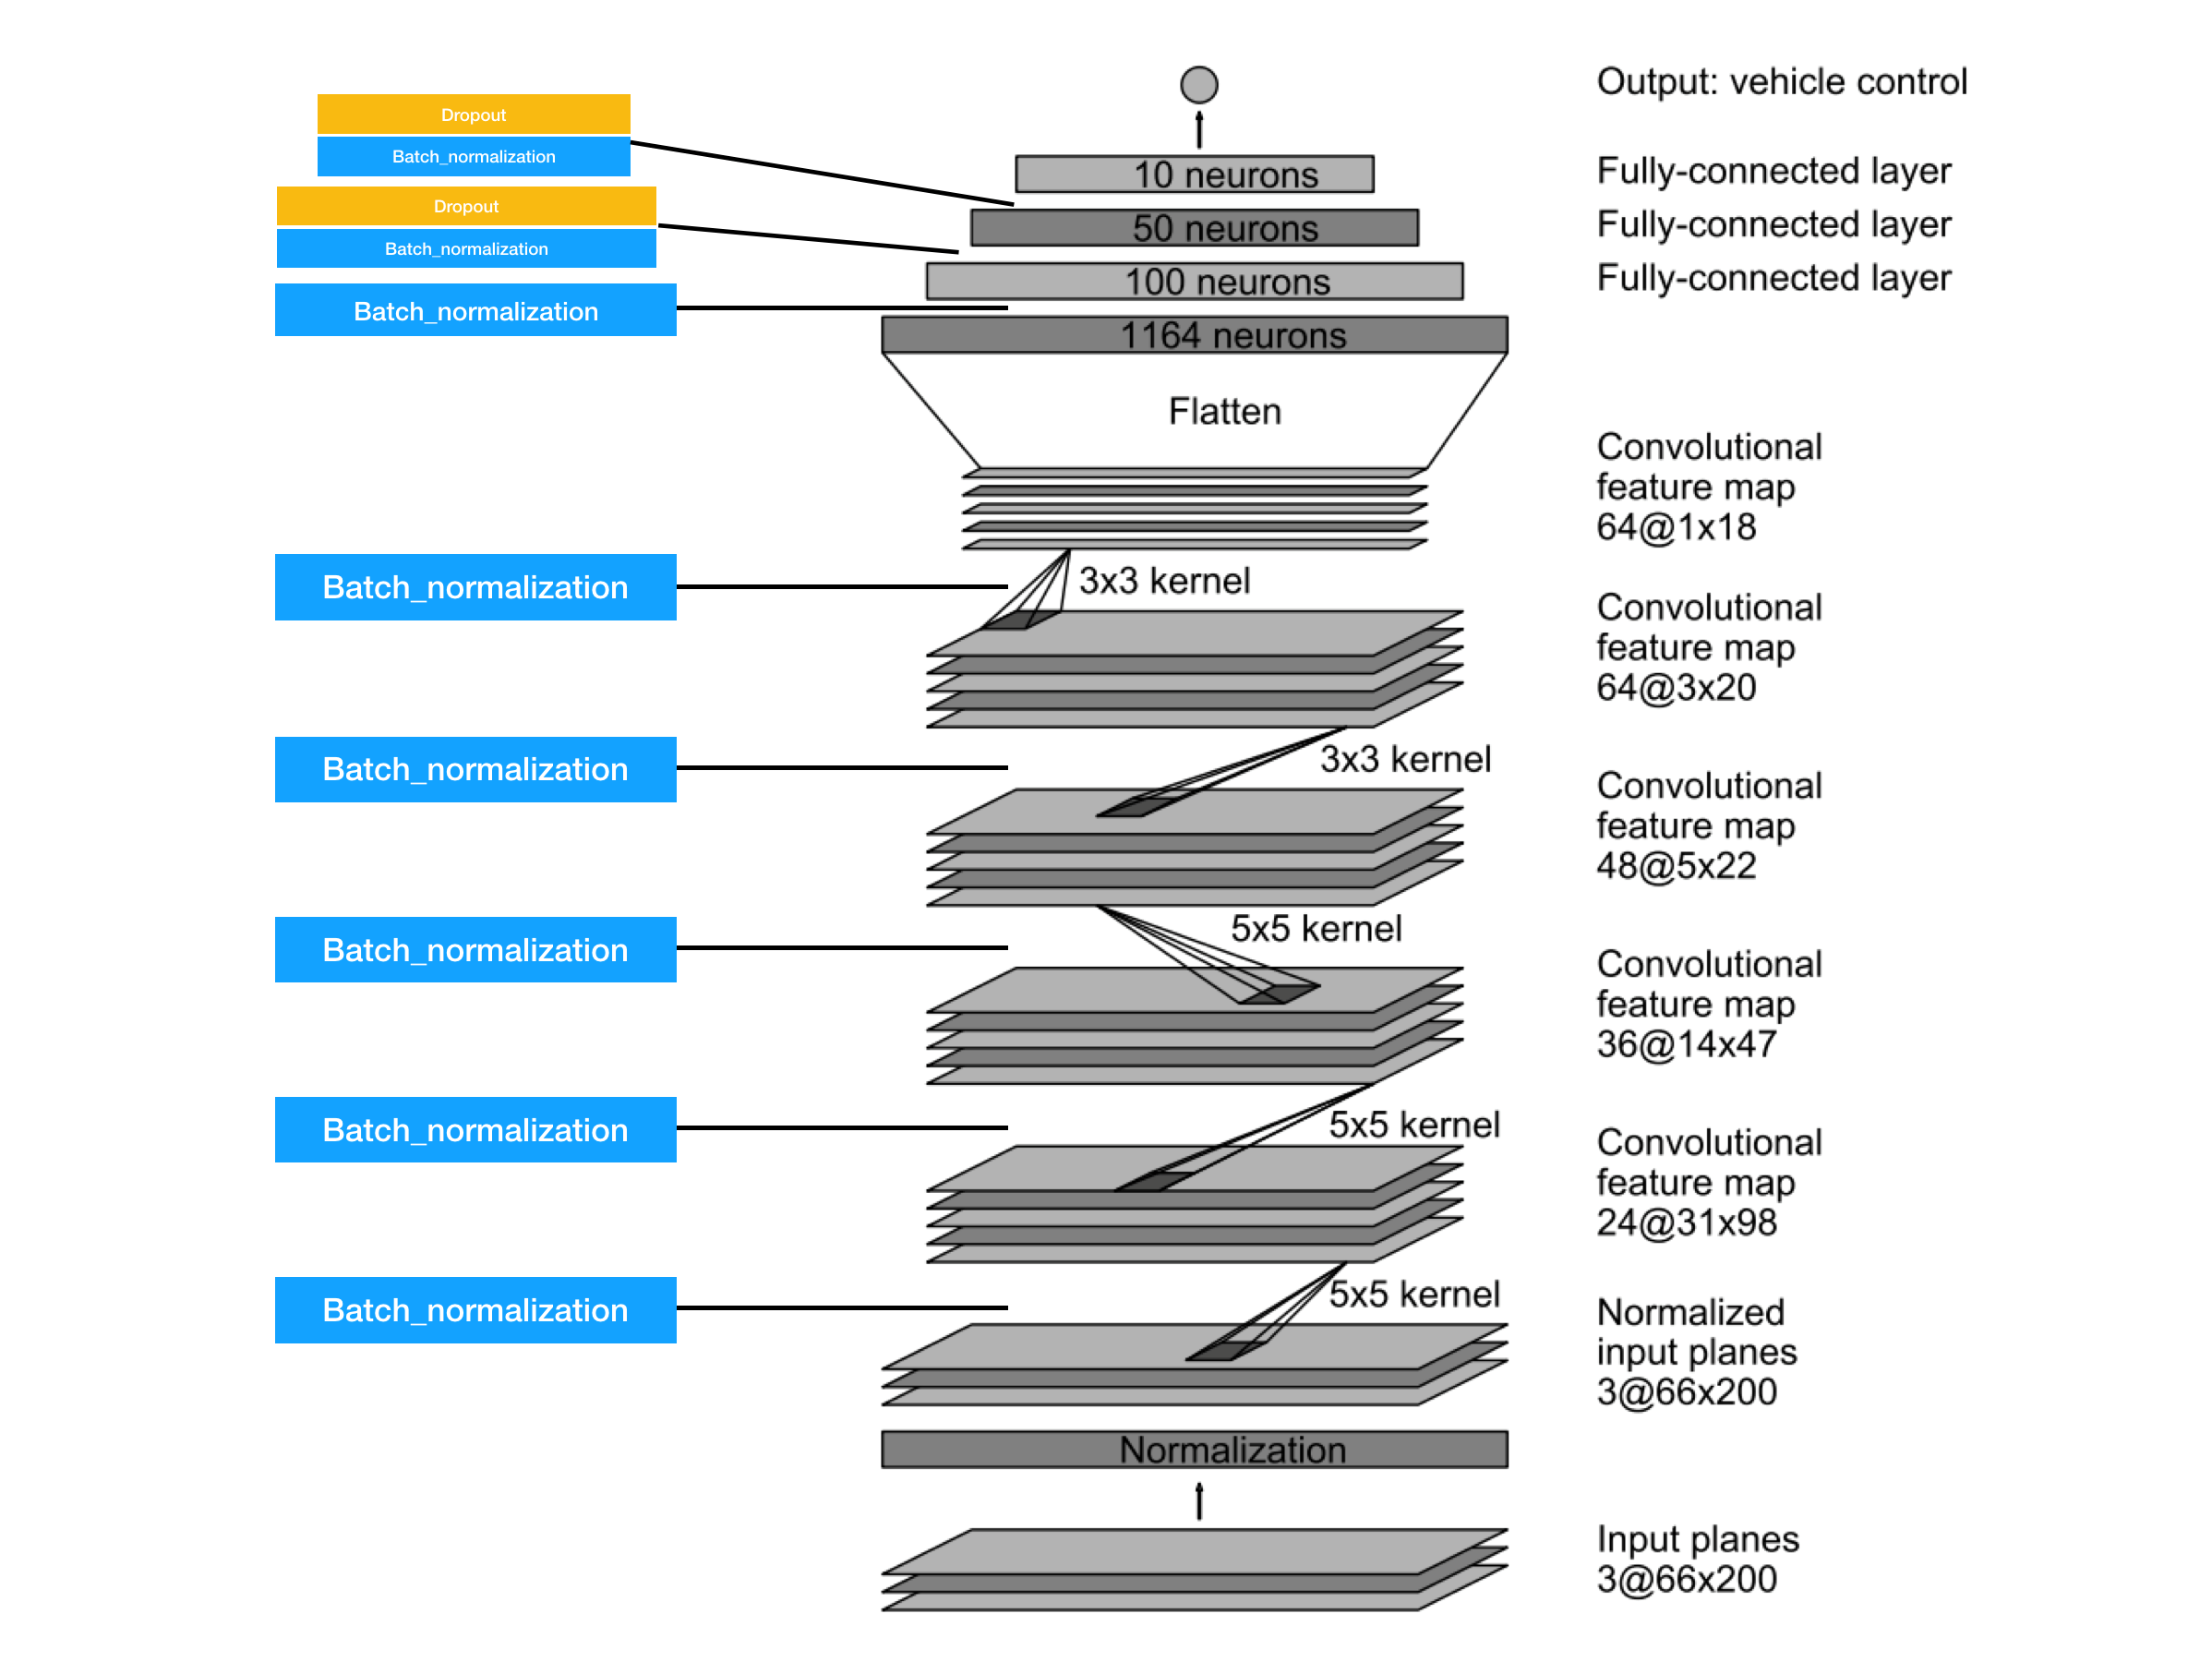 Output: vehicle control
Dropout
Batch_normalization
10 neurons
Fully-connected layer
Dropout
Batch_normalization
50 neurons
Fully-connected layer
100 neurons
Fully-connected layer
Batch_normalization
1164 neurons
Flatten
Convolutional
feature map
64@1x18
Batch_normalization
3x3 kernel
Convolutional
feature map
64@3x20
Batch_normalization
3x3 kernel
Convolutional
feature map
48@5x22
Batch_normalization
5x5 kernel
Convolutional
feature map
36@14x47
Batch_normalization
5x5 kernel
Convolutional
feature map
24@31x98
Batch_normalization
5x5 kernel
Normalized
input planes
3@66x200
Normalization
Input planes
3@66x200